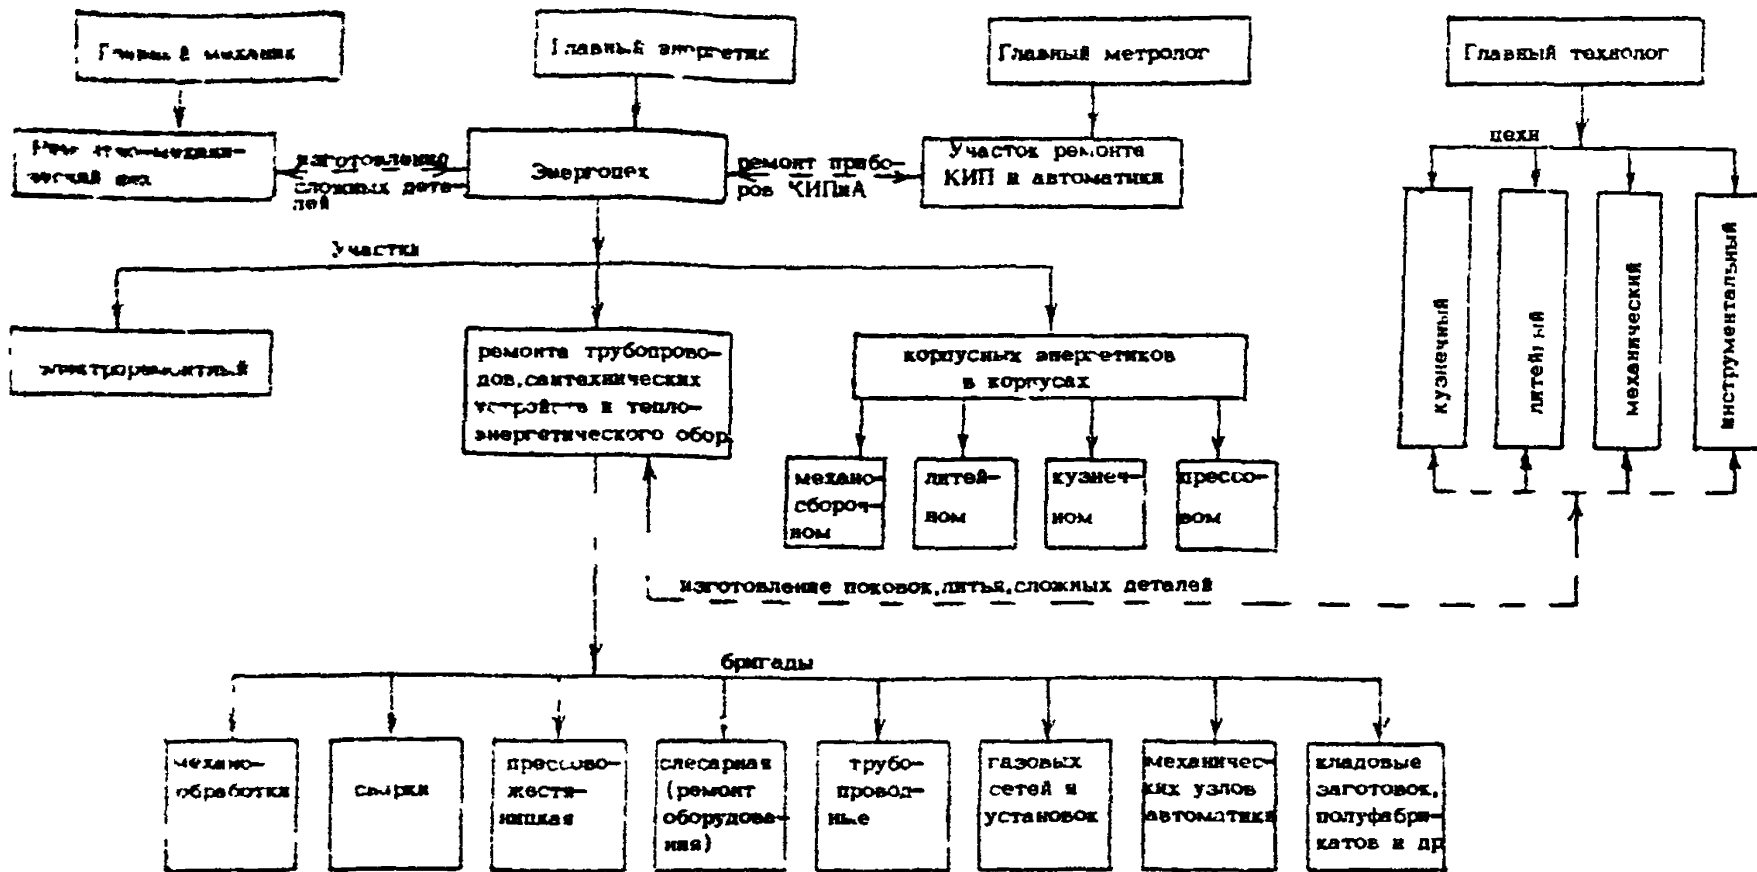 Главный механик
Главный энергетик
Главный метролог
Главный технолог
Ремонтно-механи-
ческий цех
изготовление
сложных дета-
лей
Энергоцех
ремонт прибо-
ров КИПиА
Участок ремонта
КИП и автоматики
цехи
кузнечный
литейный
механический
инструментальный
Участки
электроремонтный
ремонта трубопрово-
дов,сантехнических
устройств и тепло-
энергетического обор.
корпусных энергетиков
в корпусах
механо-
сбороч-
ном
литей-
ном
кузнеч-
ном
прессо-
вом
изготовление поковок,литья,сложных деталей
бригады
механо-
обработки
сварки
прессово-
жестя-
ницкая
слесарная
(ремонт
оборудова-
ния)
трубо-
провод-
ные
газовых
сетей и
установок
механичес-
ких узлов
автоматики
кладовые
заготовок,
полуфабри-
катов и др